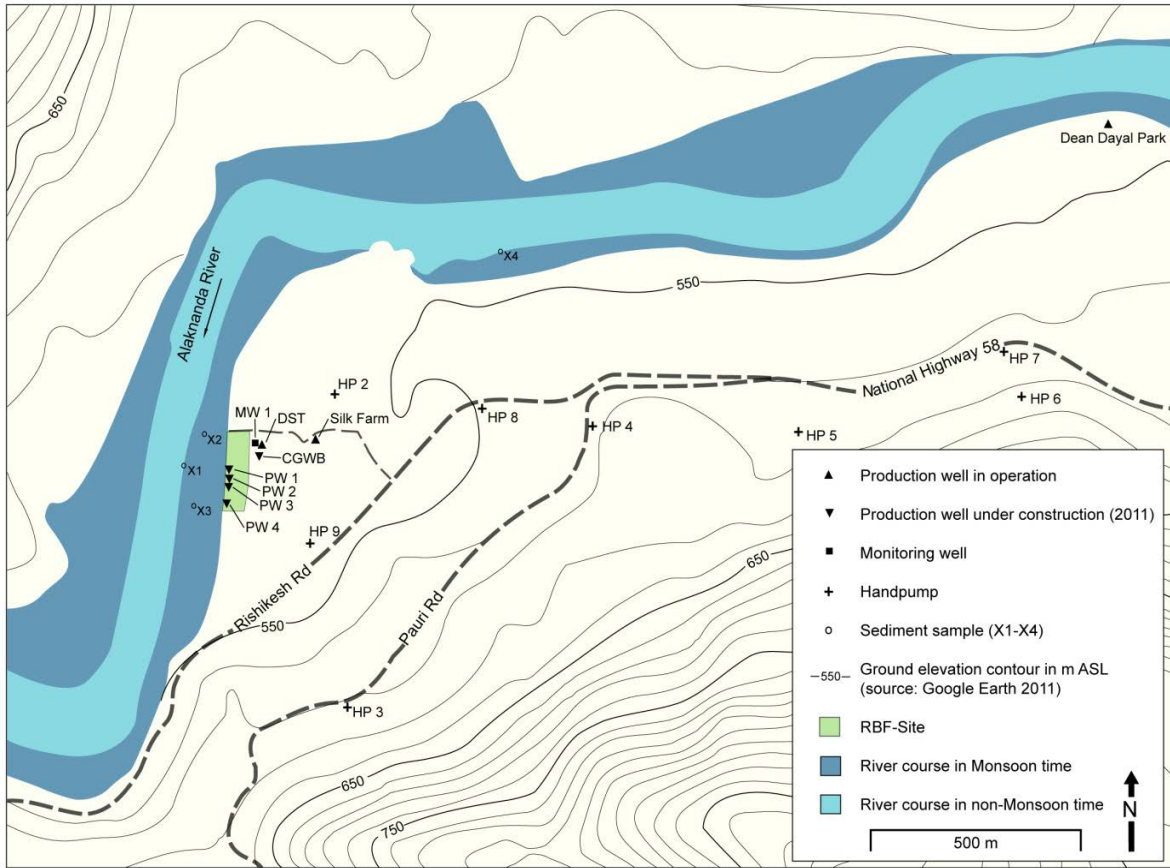 650
Dean Dayal Park
X4
Alaknanda River
550
National Highway 58
HP 7
HP 2
HP 6
MW 1
DST
Silk Farm
HP 8
X2
HP 4
HP 5
CGWB
X1
PW 1
PW 2
PW 3
X3
PW 4
HP 9
Rishikesh Rd
550
Pauri Rd
650
HP 3
650
750
Production well in operation
Production well under construction (2011)
Monitoring well
Handpump
Sediment sample (X1-X4)
550
Ground elevation contour in m ASL
(source: Google Earth 2011)
RBF-Site
River course in Monsoon time
River course in non-Monsoon time
500 m
N